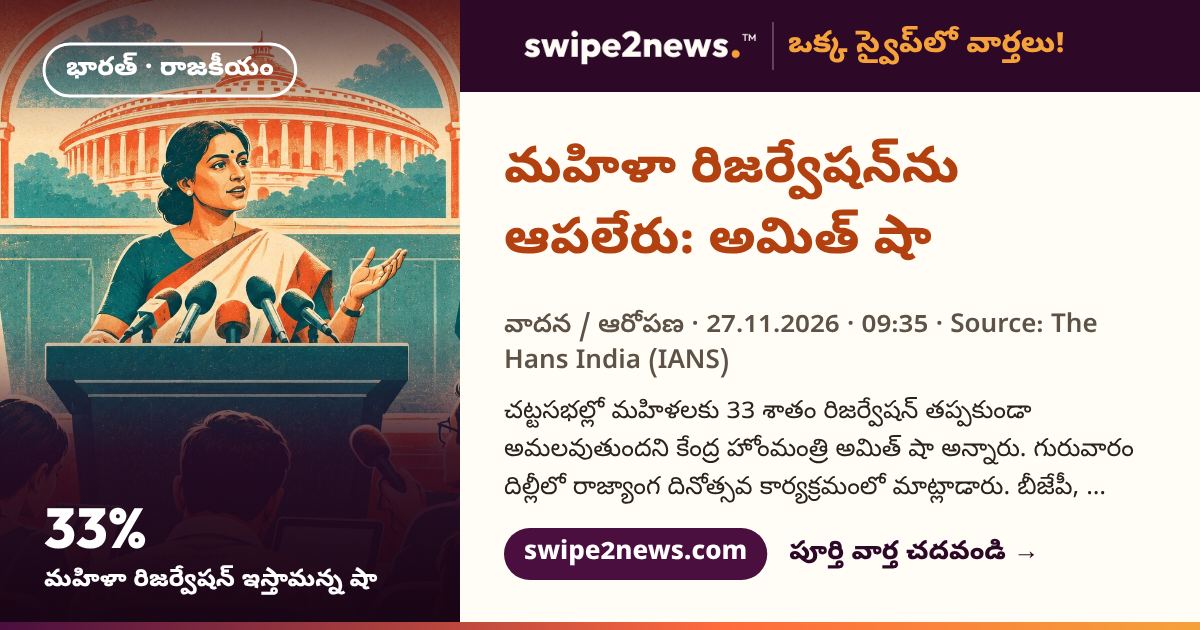 భారత్ · రాజకీయం
33%
మహిళా రిజర్వేషన్ ఇస్తామన్న షా
swipe2news.™ ఒక్క స్వైప్‌లో వార్తలు!
మహిళా రిజర్వేషన్‌ను
ఆపలేరు: అమిత్ షా
వాదన / ఆరోపణ · 27.11.2026 · 09:35 · Source: The
Hans India (IANS)
చట్టసభల్లో మహిళలకు 33 శాతం రిజర్వేషన్ తప్పకుండా
అమలవుతుందని కేంద్ర హోంమంత్రి అమిత్ షా అన్నారు. గురువారం
దిల్లీలో రాజ్యాంగ దినోత్సవ కార్యక్రమంలో మాట్లాడారు. బీజేపీ, ...
swipe2news.com పూర్తి వార్త చదవండి →